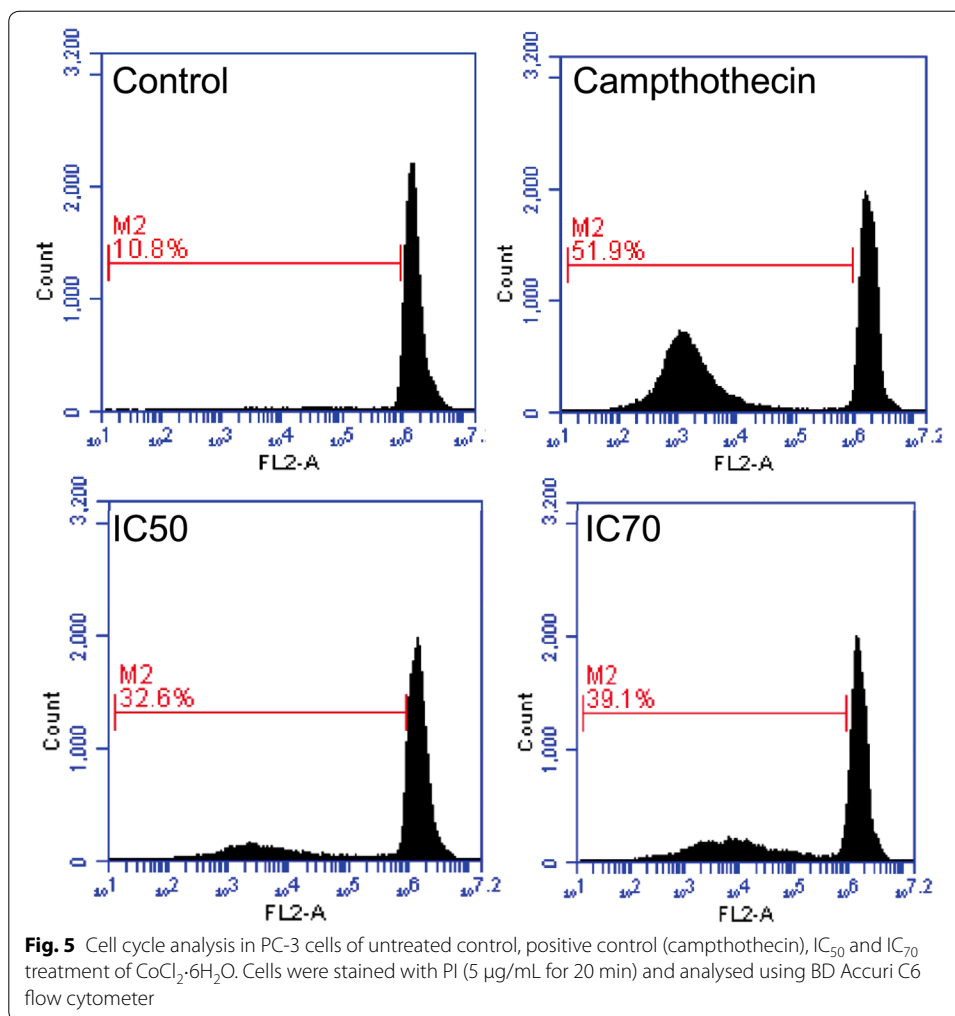 Control
3,200
2,000
1,000
0
Count
M2
10.8%
10^1 10^2 10^3 10^4 10^5 10^6 10^7.2
FL2-A
Campthothecin
3,200
2,000
1,000
0
Count
M2
51.9%
10^1 10^2 10^3 10^4 10^5 10^6 10^7.2
FL2-A
IC50
3,200
2,000
1,000
0
Count
M2
32.6%
10^1 10^2 10^3 10^4 10^5 10^6 10^7.2
FL2-A
IC70
3,200
2,000
1,000
0
Count
M2
39.1%
10^1 10^2 10^3 10^4 10^5 10^6 10^7.2
FL2-A
Fig. 5 Cell cycle analysis in PC-3 cells of untreated control, positive control (campthothecin), IC₅₀ and IC₇₀
treatment of CoCl₂·6H₂O. Cells were stained with PI (5 µg/mL for 20 min) and analysed using BD Accuri C6
flow cytometer